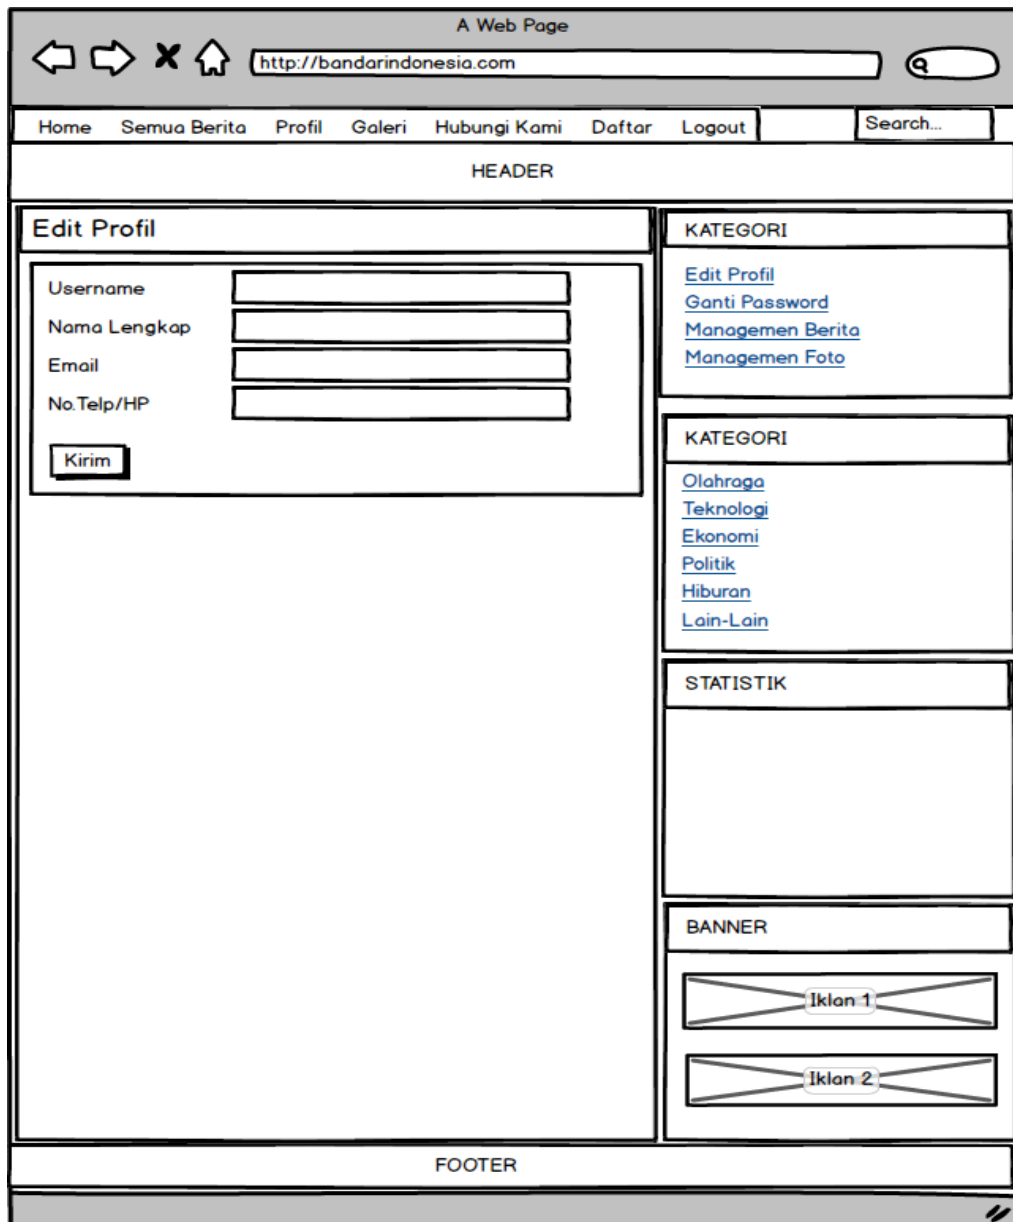 A Web Page
http://bandarindonesia.com
Home Semua Berita Profil Galeri Hubungi Kami Daftar Logout Search...
HEADER
Edit Profil
Username
Nama Lengkap
Email
No.Telp/HP
Kirim
KATEGORI
Edit Profil
Ganti Password
Managemen Berita
Managemen Foto
KATEGORI
Olahraga
Teknologi
Ekonomi
Politik
Hiburan
Lain-Lain
STATISTIK
BANNER
Iklan 1
Iklan 2
FOOTER